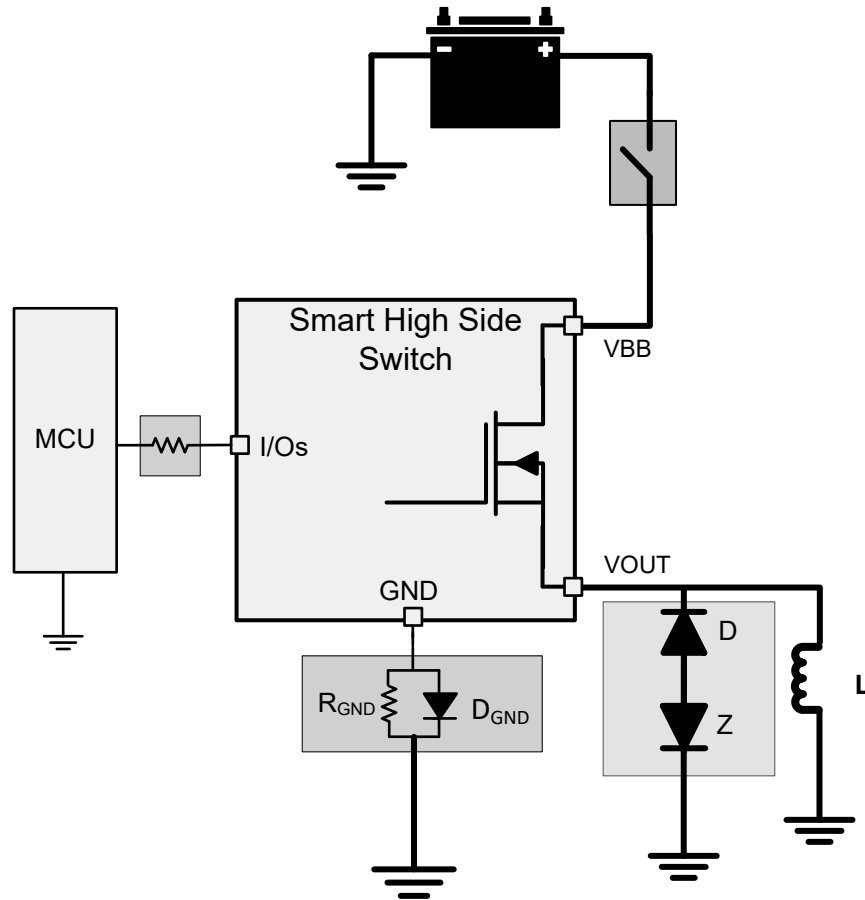 − +
Smart High Side
Switch
VBB
MCU
I/Os
VOUT
GND
D
L
RGND
DGND
Z